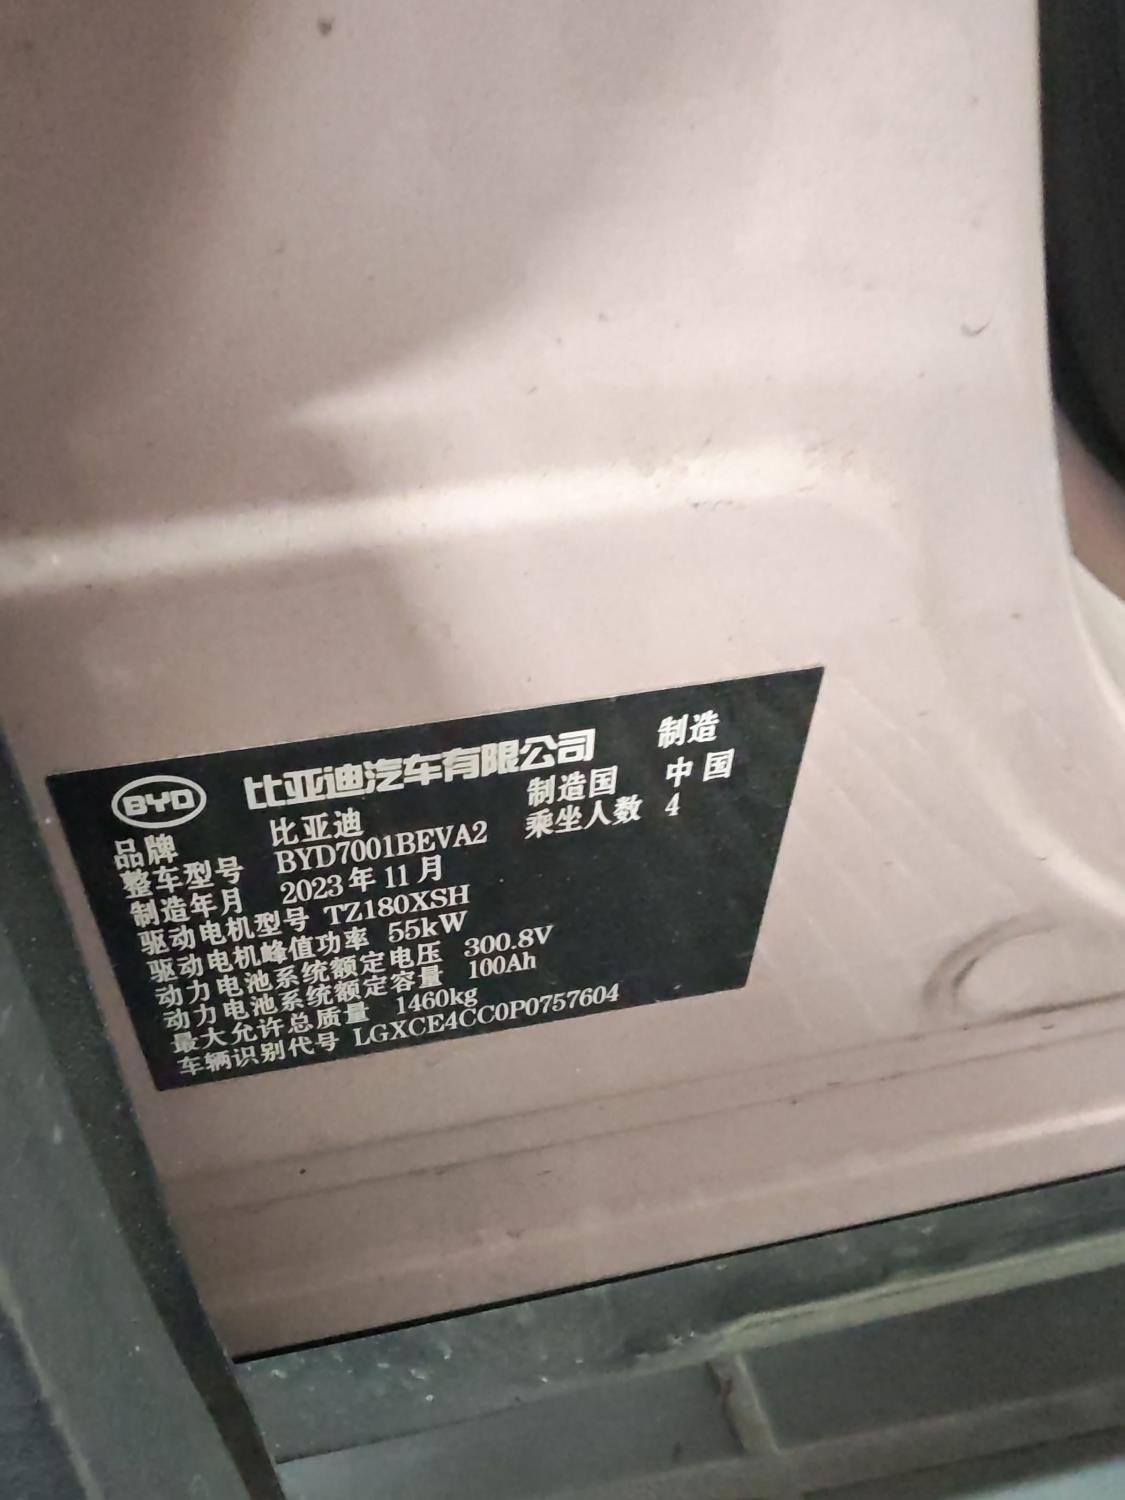 BYD 比亚迪汽车有限公司 制造
品牌 比亚迪 制造国 中国
整车型号 BYD7001BEVA2 乘坐人数 4
制造年月 2023年11月
驱动电机型号 TZ180XSH
驱动电机峰值功率 55kW
动力电池系统额定电压 300.8V
动力电池系统额定容量 100Ah
最大允许总质量 1460kg
车辆识别代号 LGXCE4CC0P0757604